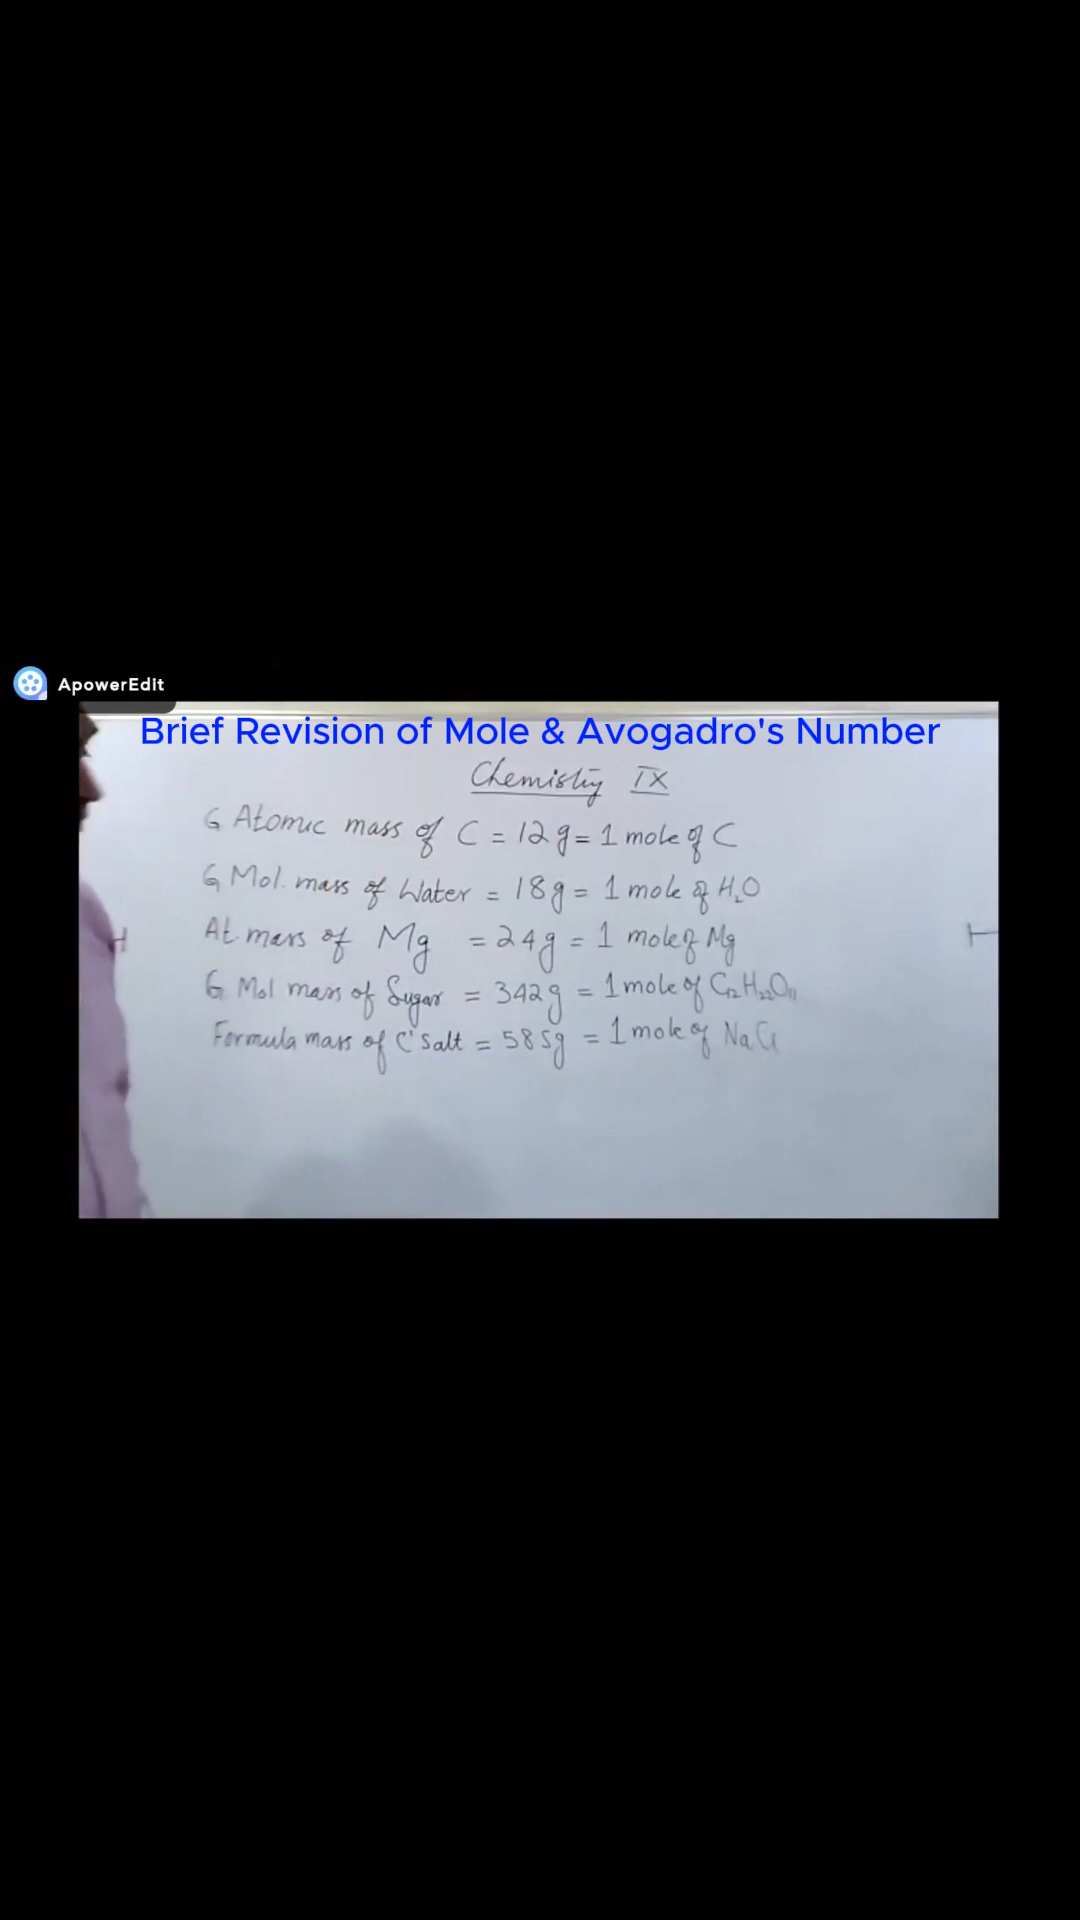 ApowerEdit
Brief Revision of Mole & Avogadro's Number
Chemistry IX
G Atomic mass of C = 12g = 1 mole of C
G Mol. mass of Water = 18g = 1 mole of H₂O
At. mass of Mg = 24g = 1 mole of Mg
G Mol mass of Sugar = 342g = 1 mole of C₁₂H₂₂O₁₁
Formula mass of C' Salt = 585g = 1 mole of NaCl